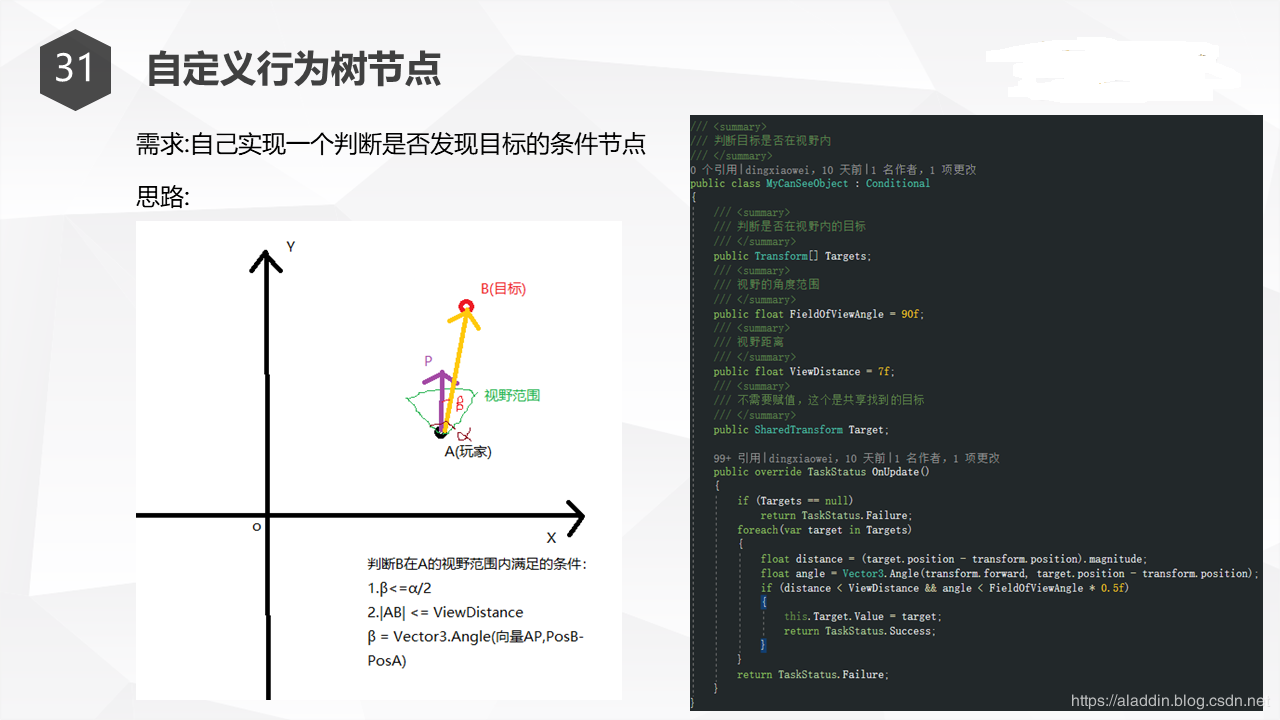 31
自定义行为树节点
需求:自己实现一个判断是否发现目标的条件节点
思路:
Y
B(目标)
P
视野范围
β
α
A(玩家)
O
X
判断B在A的视野范围内满足的条件:
1.β<=α/2
2.|AB| <= ViewDistance
β = Vector3.Angle(向量AP,PosB-
PosA)
/// <summary>
/// 判断目标是否在视野内
/// </summary>
0 个引用|dingxiaowei, 10 天前|1 名作者, 1 项更改
public class MyCanSeeObject : Conditional
{
/// <summary>
/// 判断是否在视野内的目标
/// </summary>
public Transform[] Targets;
/// <summary>
/// 视野的角度范围
/// </summary>
public float FieldOfViewAngle = 90f;
/// <summary>
/// 视野距离
/// </summary>
public float ViewDistance = 7f;
/// <summary>
/// 不需要赋值，这个是共享找到的目标
/// </summary>
public SharedTransform Target;
99+ 引用|dingxiaowei, 10 天前|1 名作者, 1 项更改
public override TaskStatus OnUpdate()
{
if (Targets == null)
return TaskStatus.Failure;
foreach(var target in Targets)
{
float distance = (target.position - transform.position).magnitude;
float angle = Vector3.Angle(transform.forward, target.position - transform.position);
if (distance < ViewDistance && angle < FieldOfViewAngle * 0.5f)
{
this.Target.Value = target;
return TaskStatus.Success;
}
}
return TaskStatus.Failure;
}
}
https://aladdin.blog.csdn.net